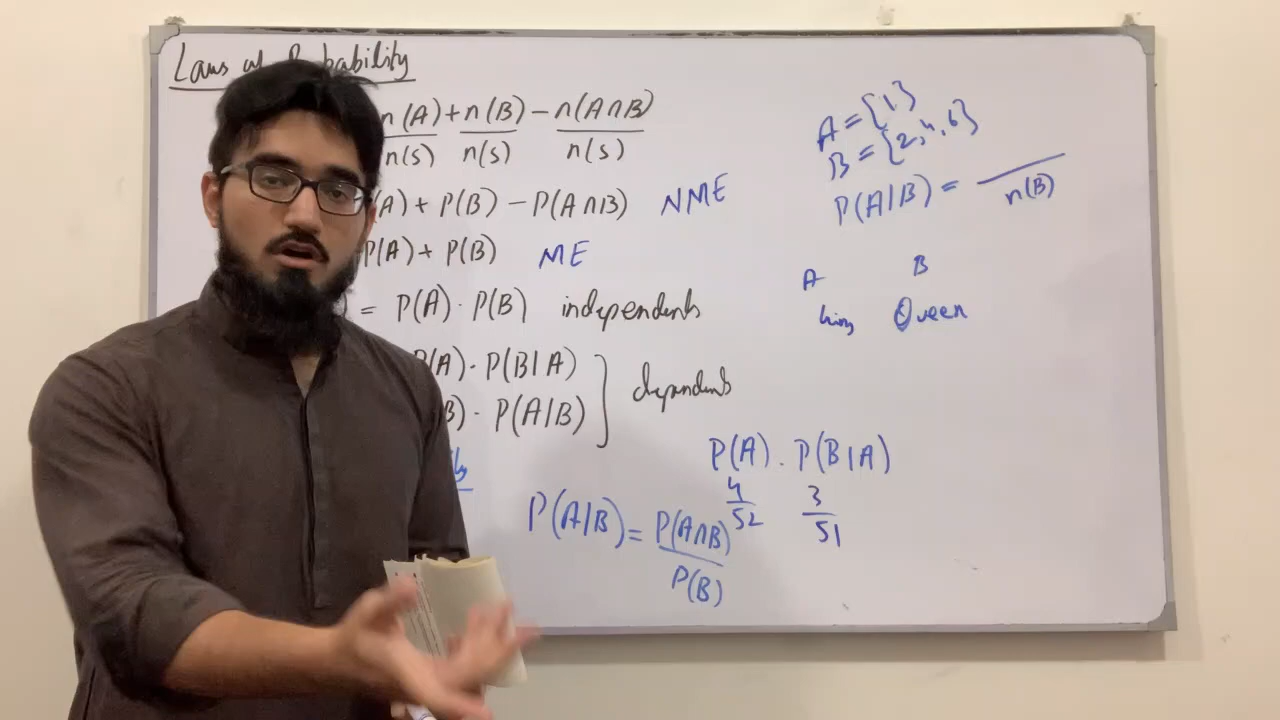 Laws of Probability
n(A) + n(B) - n(A∩B)
n(s) n(s) n(s)
(A) + P(B) - P(A∩B) NME
P(A) + P(B) ME
= P(A) · P(B) independents
P(A) · P(B|A)
B) · P(A|B)
dependents
P(A|B) = P(A∩B)
P(B)
A = {1}
B = {2, 4, 6}
P(A|B) =
n(B)
A B
king Queen
P(A) . P(B|A)
4 3
52 51